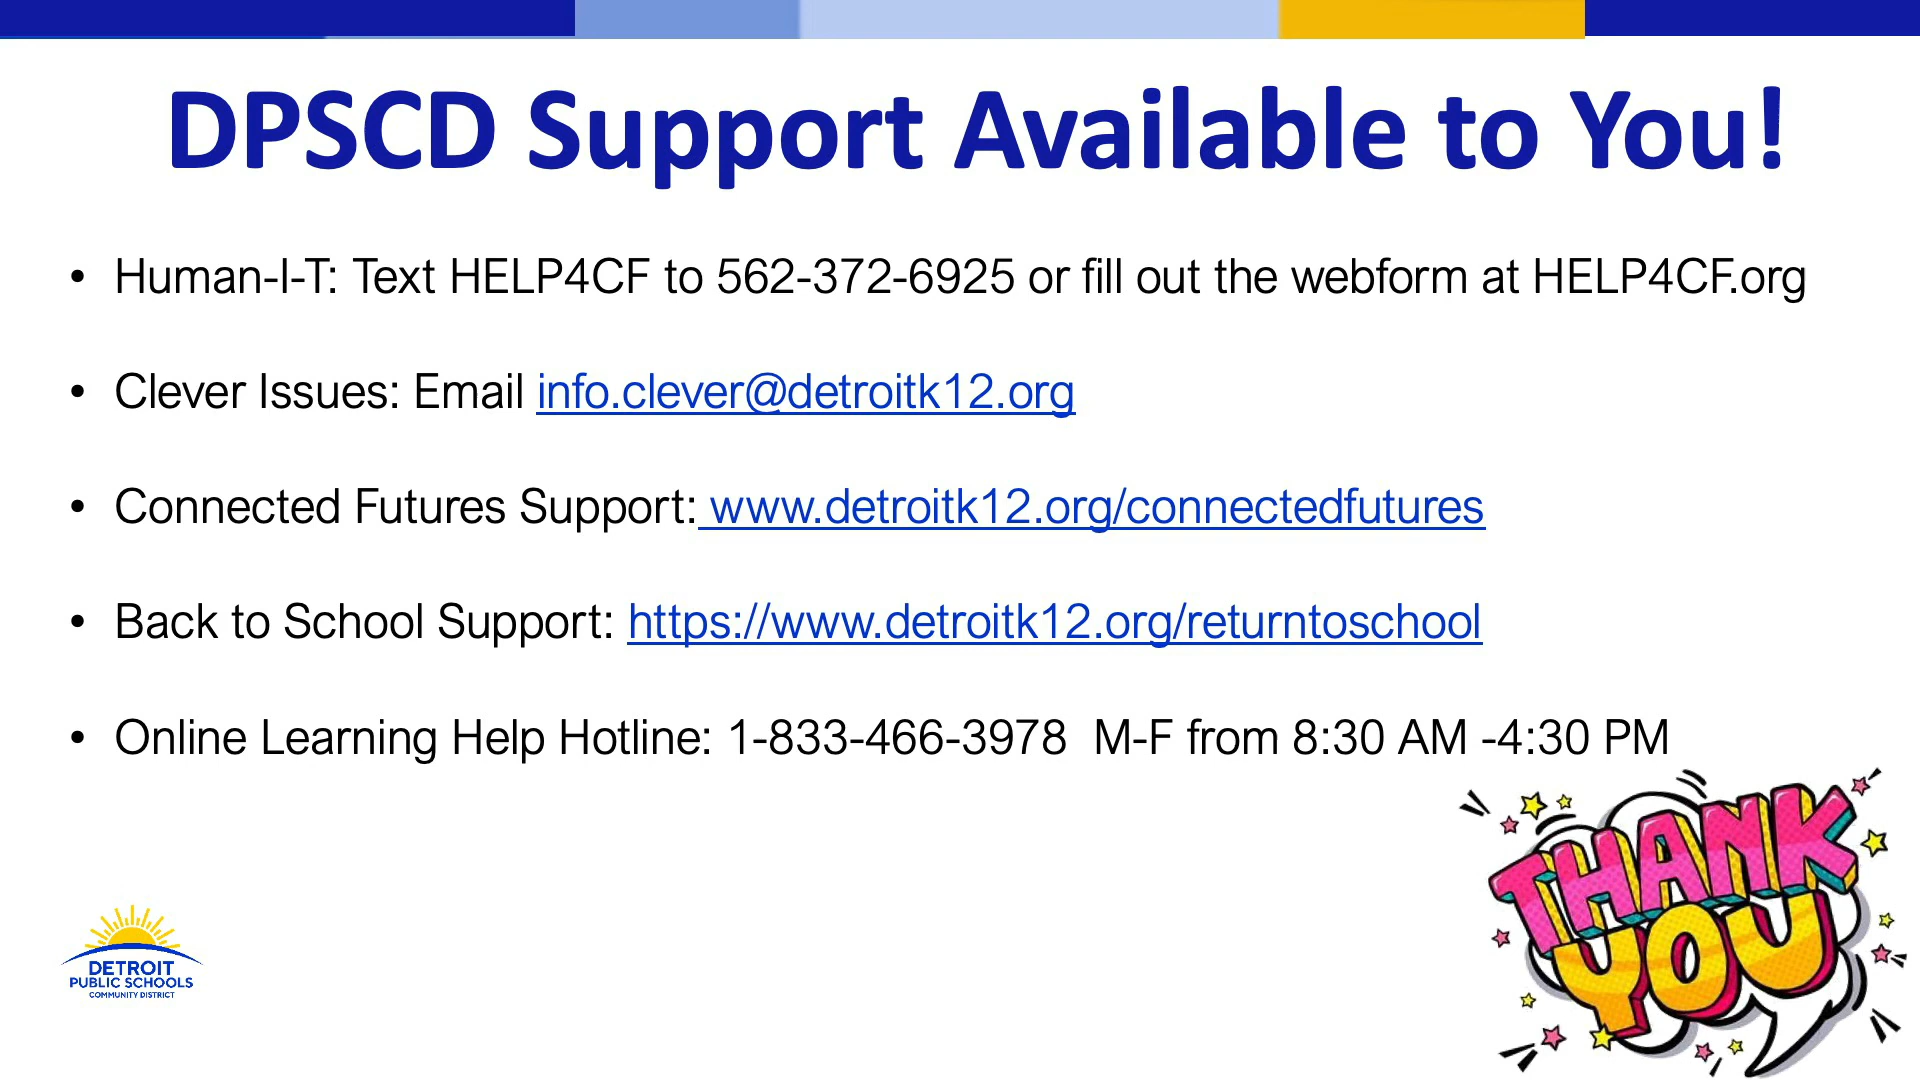 DPSCD Support Available to You!
• Human-I-T: Text HELP4CF to 562-372-6925 or fill out the webform at HELP4CF.org
• Clever Issues: Email info.clever@detroitk12.org
• Connected Futures Support: www.detroitk12.org/connectedfutures
• Back to School Support: https://www.detroitk12.org/returntoschool
• Online Learning Help Hotline: 1-833-466-3978  M-F from 8:30 AM -4:30 PM
THANK
YOU
DETROIT
PUBLIC SCHOOLS
COMMUNITY DISTRICT